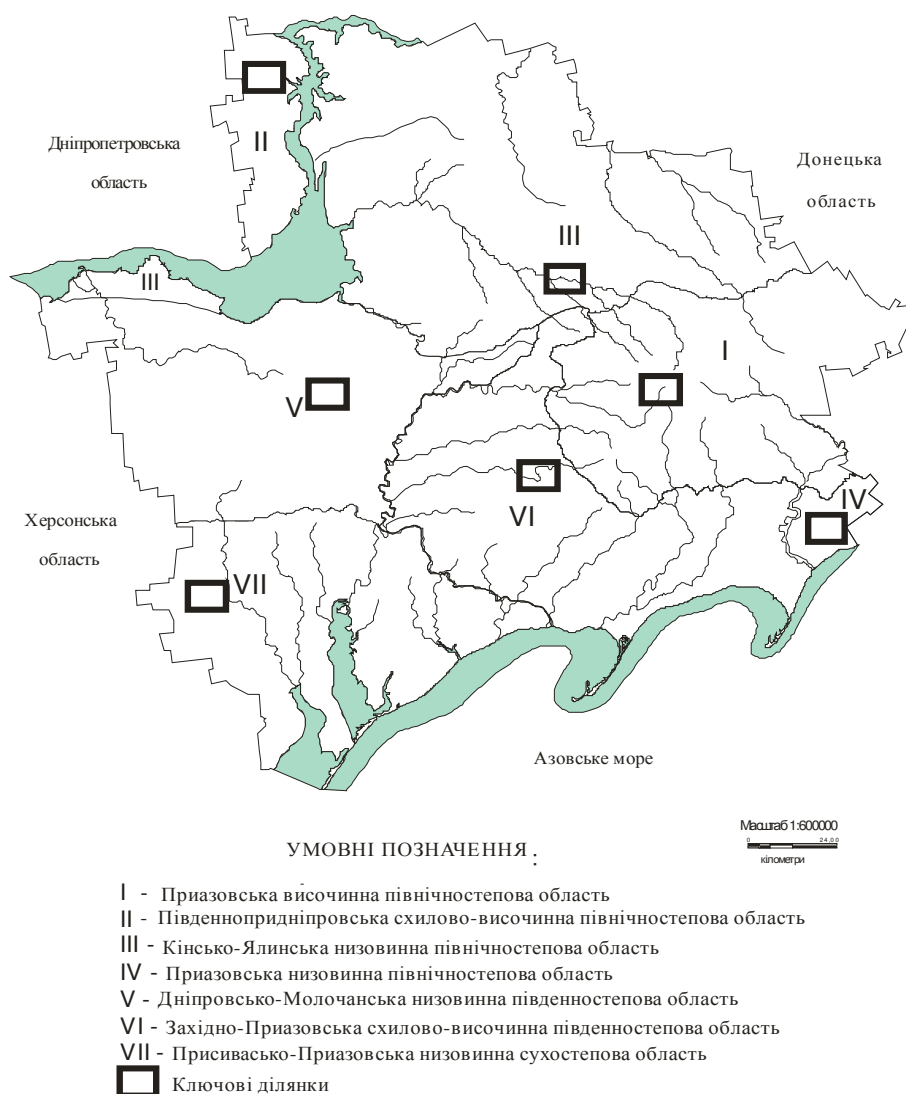 II
Дніпропетровська
область
Донецька
область
III
III
I
V
IV
VI
Херсонська
область
VII
Азовське море
Масштаб 1:600000
0 24,00
кілометри
УМОВНІ ПОЗНАЧЕННЯ :
I - Приазовська височинна північностепова область
II - Південнопридніпровська схилово-височинна північностепова область
III - Кінсько-Ялинська низовинна північностепова область
IV - Приазовська низовинна північностепова область
V - Дніпровсько-Молочанська низовинна південностепова область
VI - Західно-Приазовська схилово-височинна південностепова область
VII - Присивасько-Приазовська низовинна сухостепова область
Ключові ділянки